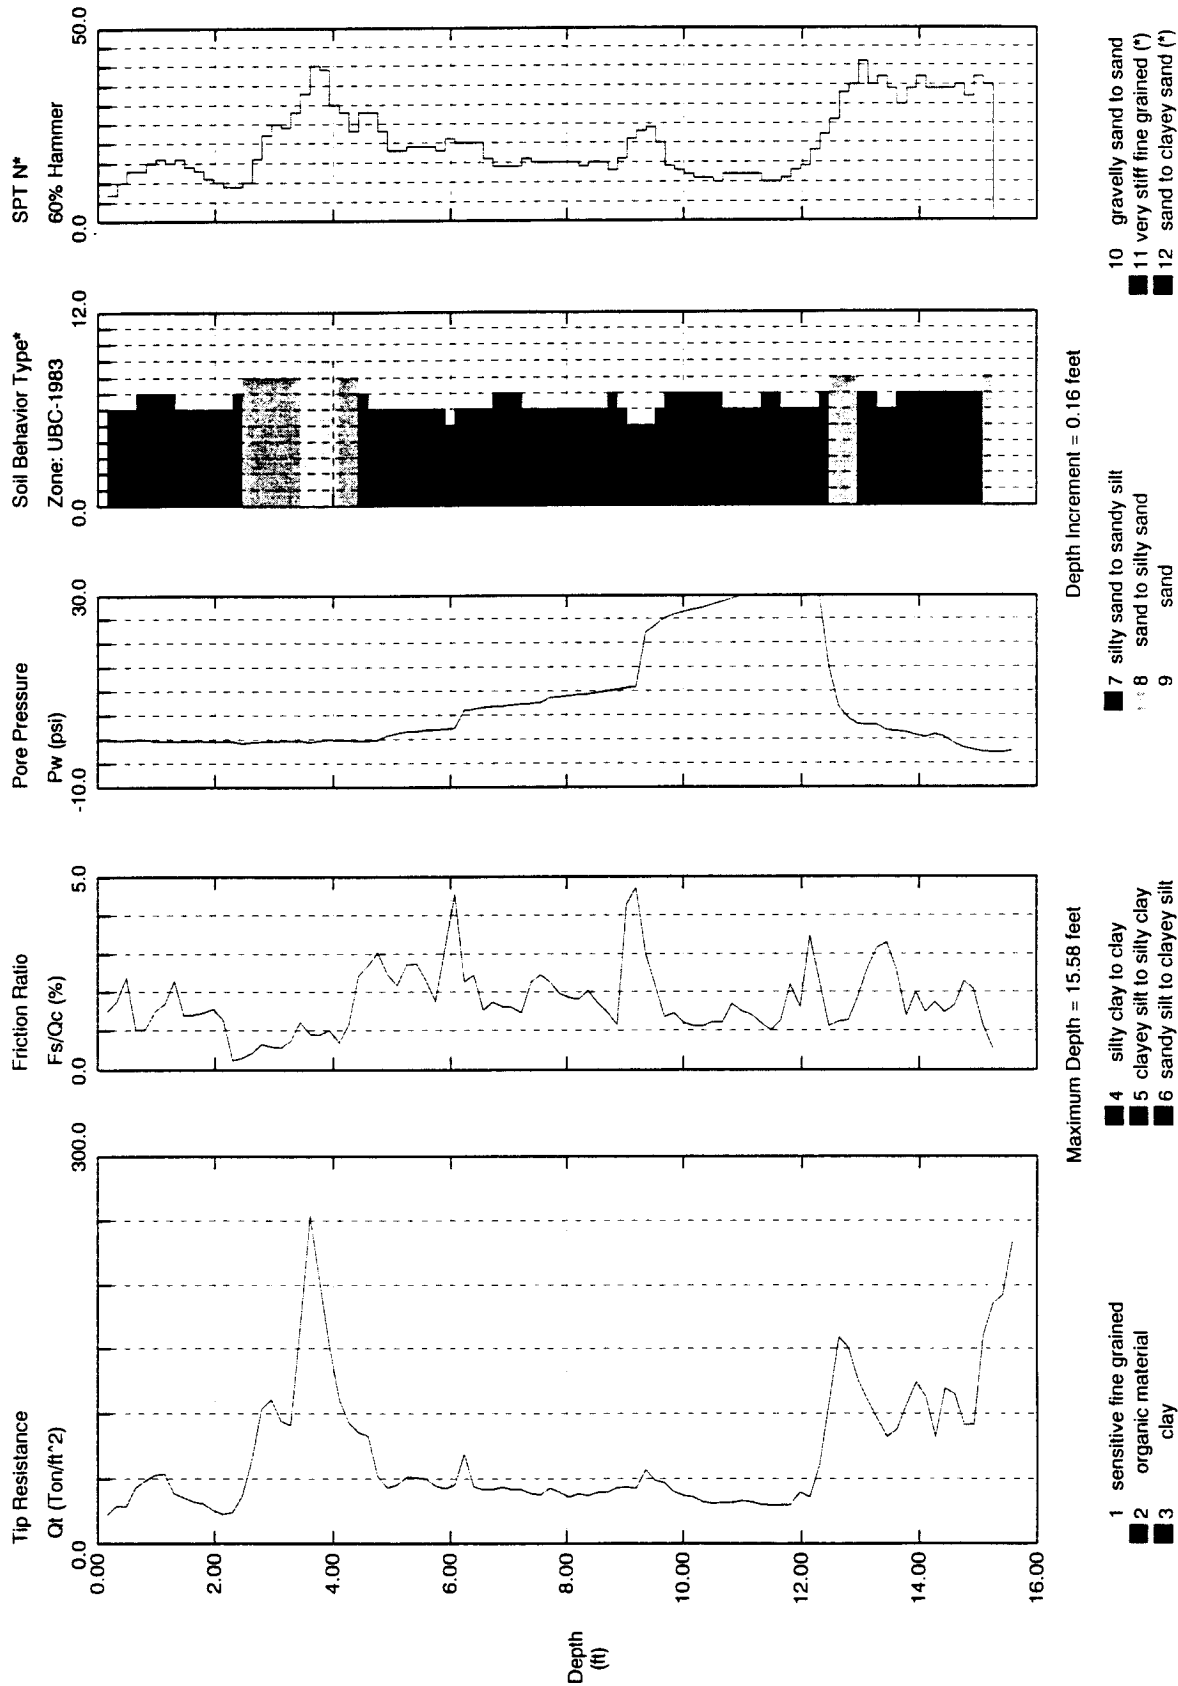 Tip Resistance
Qt (Ton/ft^2)
0.0
300.0
Friction Ratio
Fs/Qc (%)
0.0
5.0
Pore Pressure
Pw (psi)
-10.0
30.0
Soil Behavior Type*
Zone: UBC-1983
0.0
12.0
SPT N*
60% Hammer
0.0
50.0
Depth
(ft)
0.00
2.00
4.00
6.00
8.00
10.00
12.00
14.00
16.00
Maximum Depth = 15.58 feet
Depth Increment = 0.16 feet
1 sensitive fine grained
2 organic material
3 clay
4 silty clay to clay
5 clayey silt to silty clay
6 sandy silt to clayey silt
7 silty sand to sandy silt
8 sand to silty sand
9 sand
10 gravelly sand to sand
11 very stiff fine grained (*)
12 sand to clayey sand (*)